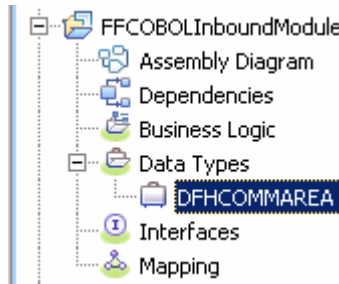 FFCOBOLInboundModule
Assembly Diagram
Dependencies
Business Logic
Data Types
DFHCOMMAREA
Interfaces
Mapping